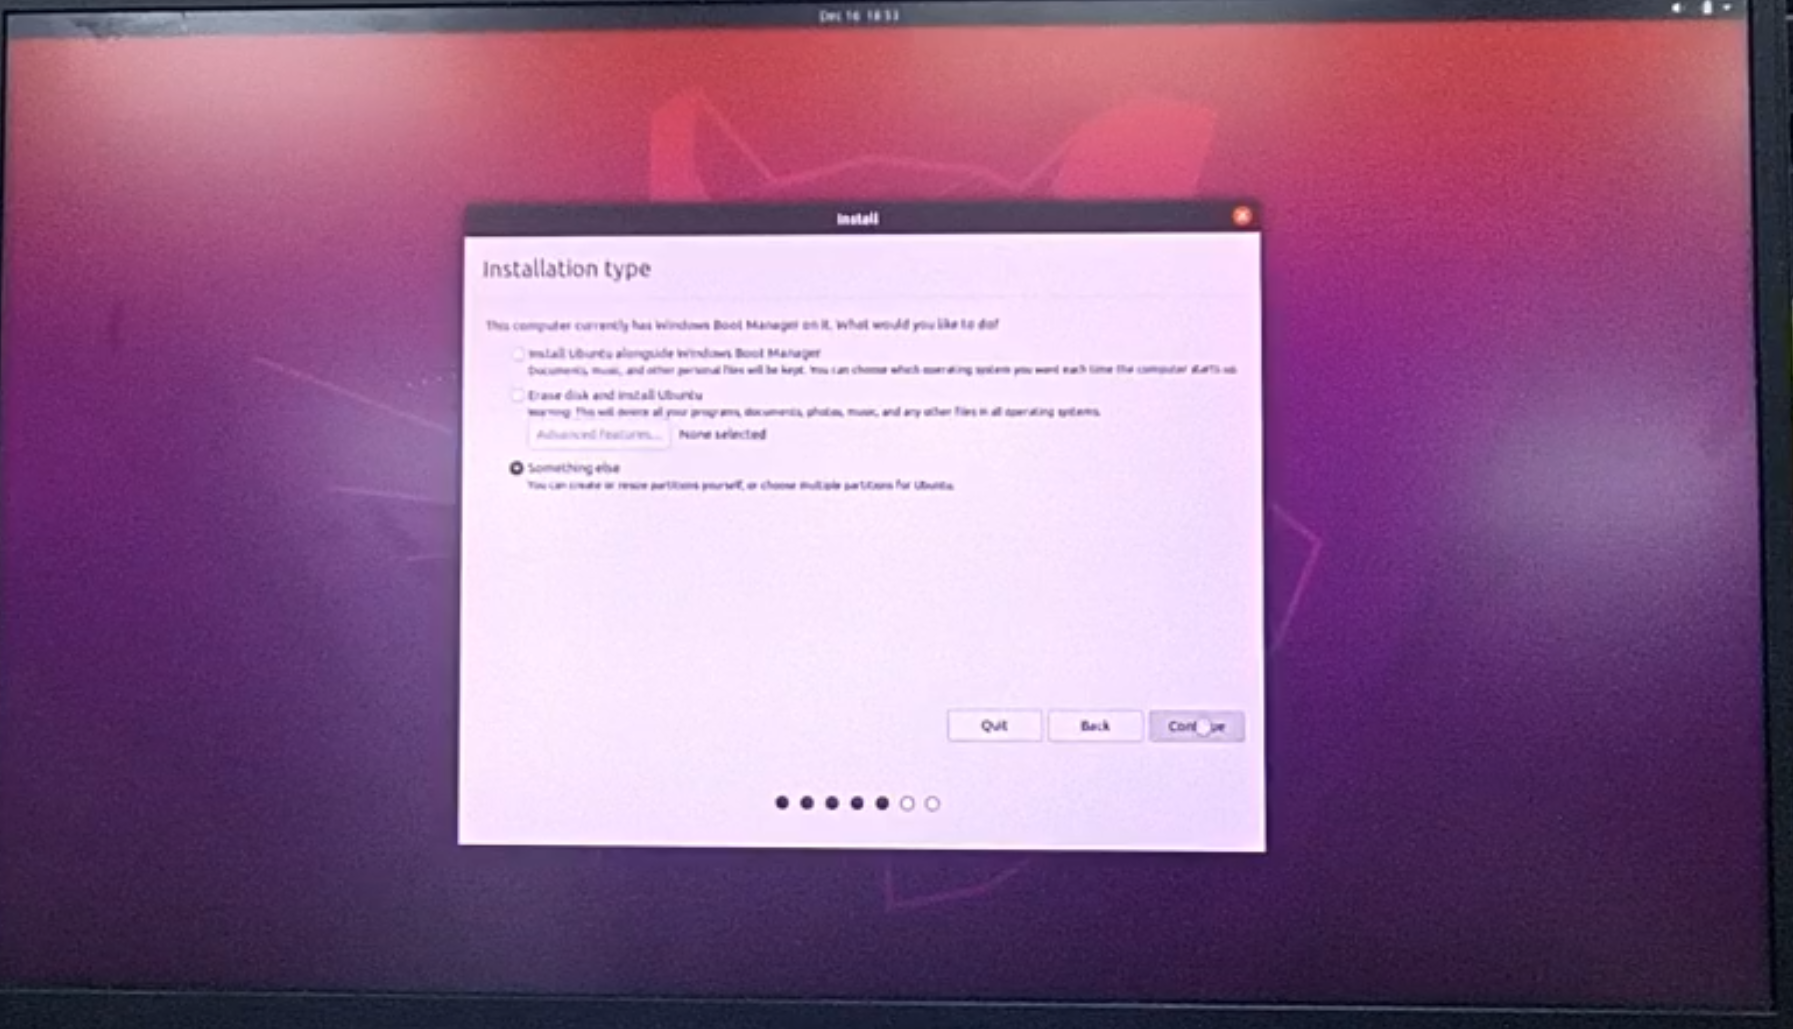 Dec 16 18:53
Install
Installation type
This computer currently has Windows Boot Manager on it. What would you like to do?
Install Ubuntu alongside Windows Boot Manager
Documents, music, and other personal files will be kept. You can choose which operating system you want each time the computer starts up.
Erase disk and install Ubuntu
Warning: This will delete all your programs, documents, photos, music, and any other files in all operating systems.
Advanced features... None selected
Something else
You can create or resize partitions yourself, or choose multiple partitions for Ubuntu.
Quit Back Continue